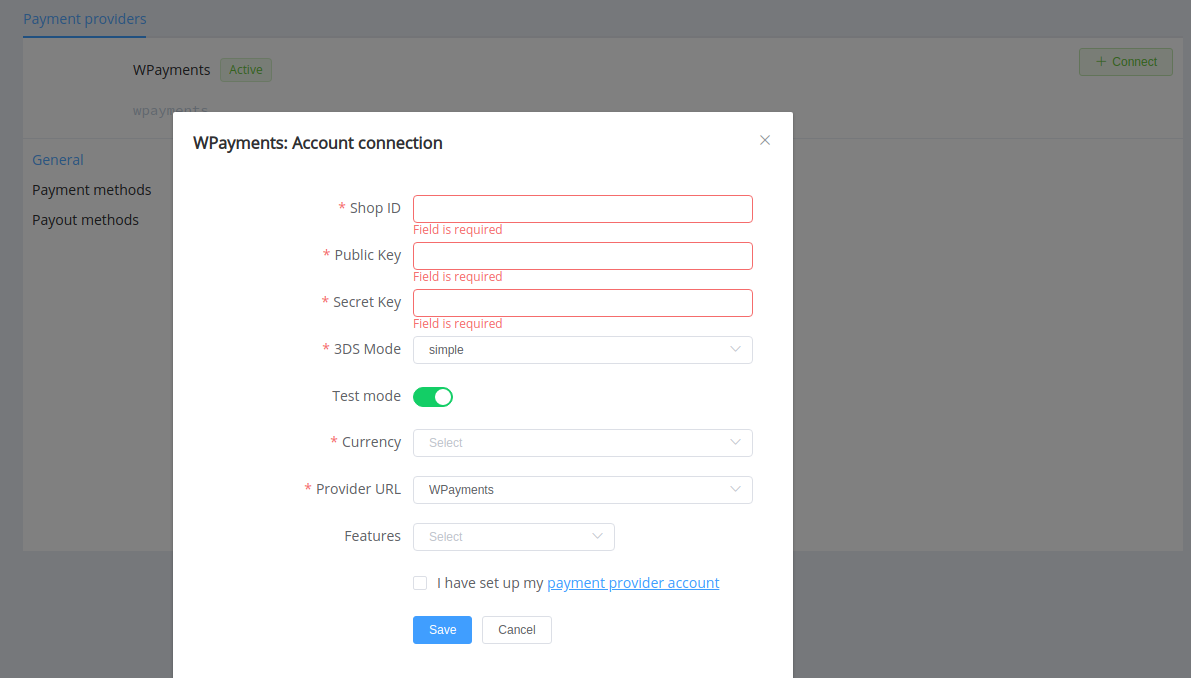 Payment providers
WPayments Active
+ Connect
wpayments
WPayments: Account connection
General
Payment methods
Payout methods
* Shop ID
Field is required
* Public Key
Field is required
* Secret Key
Field is required
* 3DS Mode simple
Test mode
* Currency Select
* Provider URL WPayments
Features Select
I have set up my payment provider account
Save Cancel